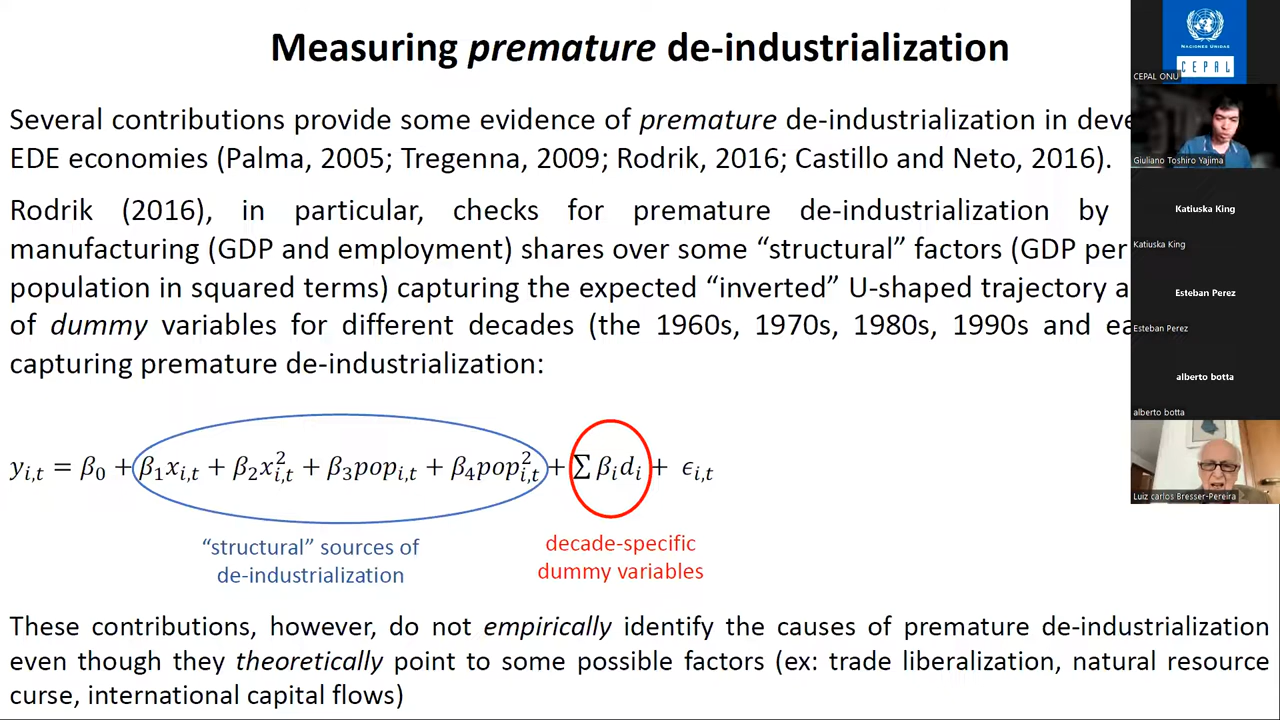 Measuring premature de-industrialization
Several contributions provide some evidence of premature de-industrialization in deve
EDE economies (Palma, 2005; Tregenna, 2009; Rodrik, 2016; Castillo and Neto, 2016).
Rodrik (2016), in particular, checks for premature de-industrialization by
manufacturing (GDP and employment) shares over some “structural” factors (GDP per
population in squared terms) capturing the expected “inverted” U-shaped trajectory a
of dummy variables for different decades (the 1960s, 1970s, 1980s, 1990s and ea
capturing premature de-industrialization:
y_{i,t} = β_0 + β_1x_{i,t} + β_2x_{i,t}^2 + β_3pop_{i,t} + β_4pop_{i,t}^2 + ∑ β_id_i + ϵ_{i,t}
“structural” sources of
de-industrialization
decade-specific
dummy variables
These contributions, however, do not empirically identify the causes of premature de-industrialization
even though they theoretically point to some possible factors (ex: trade liberalization, natural resource
curse, international capital flows)
NACIONES UNIDAS
CEPAL
CEPAL ONU
Giuliano Toshiro Yajima
Katiuska King
Katiuska King
Esteban Perez
Esteban Perez
alberto botta
alberto botta
Luiz carlos Bresser-Pereira